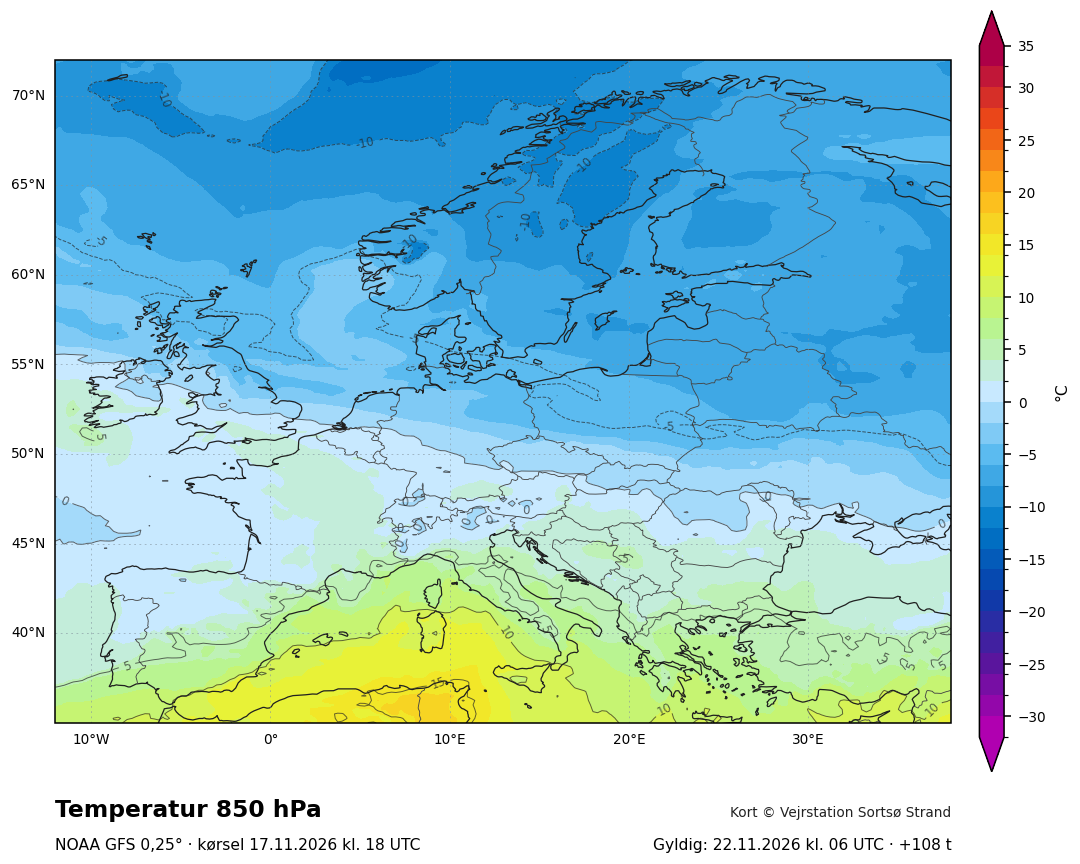 70°N
65°N
60°N
55°N
50°N
45°N
40°N
10°W
0°
10°E
20°E
30°E
35
30
25
20
15
10
5
0
−5
−10
−15
−20
−25
−30
°C
Temperatur 850 hPa
Kort © Vejrstation Sortsø Strand
NOAA GFS 0,25° · kørsel 17.11.2026 kl. 18 UTC
Gyldig: 22.11.2026 kl. 06 UTC · +108 t